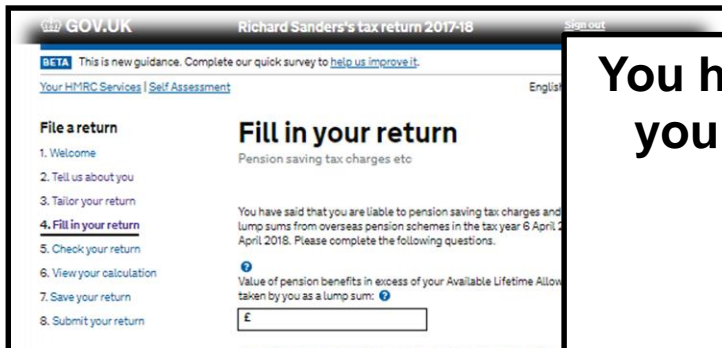 GOV.UK Richard Sanders's tax return 2017-18 Sign out
BETA This is new guidance. Complete our quick survey to help us improve it.
Your HMRC Services | Self Assessment English
File a return
1. Welcome
2. Tell us about you
3. Tailor your return
4. Fill in your return
5. Check your return
6. View your calculation
7. Save your return
8. Submit your return
Fill in your return
Pension saving tax charges etc
You have said that you are liable to pension saving tax charges and
lump sums from overseas pension schemes in the tax year 6 April 2
April 2018. Please complete the following questions.
?
Value of pension benefits in excess of your Available Lifetime Allow
taken by you as a lump sum: ?
£
You h
you